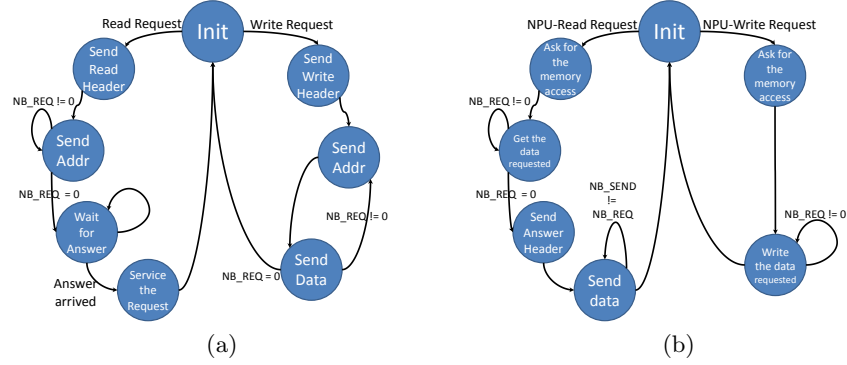 Read Request
Init
Write Request
Send
Read
Header
Send
Write
Header
NB_REQ != 0
Send
Addr
Send
Addr
NB_REQ = 0
Wait
for
Answer
NB_REQ != 0
Answer
arrived
Service
the
Request
NB_REQ = 0
Send
Data
(a)
NPU-Read Request
Init
NPU-Write Request
Ask for
the
memory
access
Ask for
the
memory
access
NB_REQ != 0
Get the
data
requested
NB_REQ = 0
NB_SEND
!=
NB_REQ
Send
Answer
Header
NB_REQ != 0
Send
data
Write
the data
requested
(b)